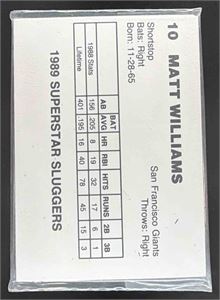 10 MATT WILLIAMS
Shortstop San Francisco Giants
Bats: Right Throws: Right
Born: 11-28-65
BAT
AB AVG HR RBI HITS RUNS 2B 3B
1988 Stats 156 .205 8 19 32 17 6 1
Lifetime 401 .195 16 40 78 45 15 3
1989 SUPERSTAR SLUGGERS